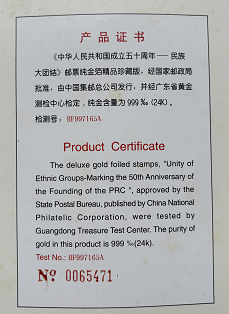 产 品 证 书
《中华人民共和国成立五十周年——民族
大团结》邮票纯金箔精品珍藏版，经国家邮政局
批准，由中国集邮总公司发行，并经广东省黄金
测检中心检定，纯金含量为 999 ‰ (24K) 。
检测号：HF997165A
Product Certificate
The deluxe gold foiled stamps, "Unity of
Ethnic Groups-Marking the 50th Anniversary of
the Founding of the PRC ", approved by the
State Postal Bureau, published by China National
Philatelic Corporation, were tested by
Guangdong Treasure Test Center. The purity of
gold in this product is 999 ‰(24k).
Test No.: HF997165A
№ 0065471